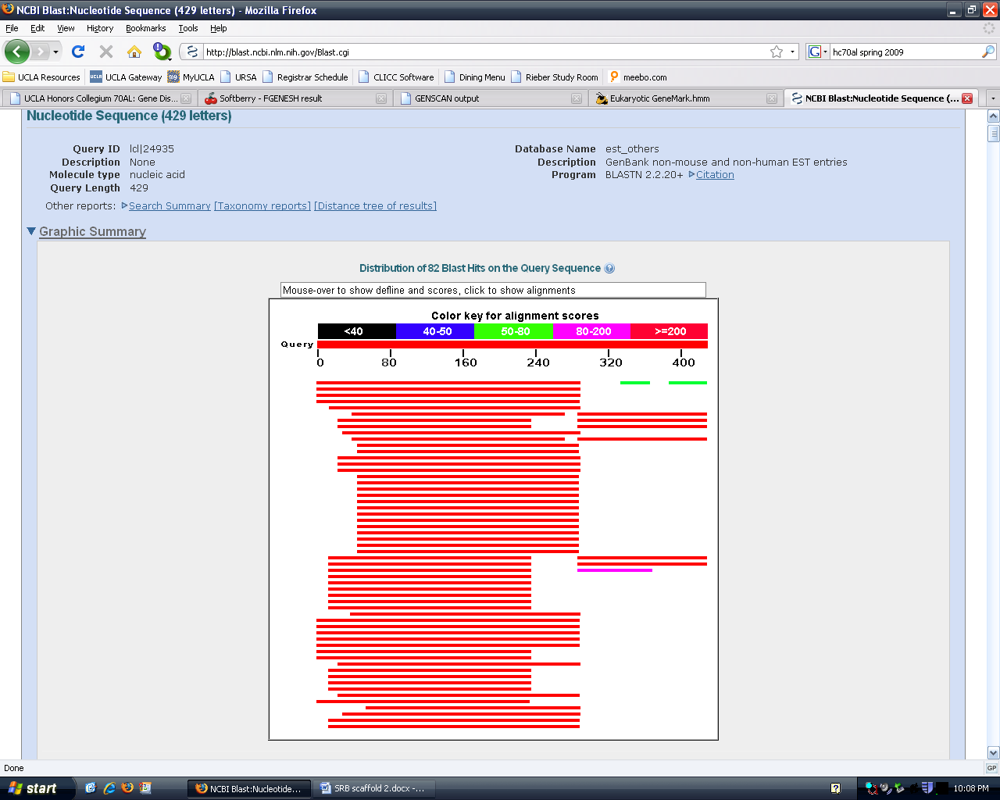 NCBI Blast:Nucleotide Sequence (429 letters) - Mozilla Firefox
File Edit View History Bookmarks Tools Help
http://blast.ncbi.nlm.nih.gov/Blast.cgi
G hc70al spring 2009
UCLA Resources UCLA UCLA Gateway my MyUCLA URSA Registrar Schedule CLICC Software Dining Menu Rieber Study Room meebo.com
UCLA Honors Collegium 70AL: Gene Dis... Softberry - FGENESH result GENSCAN output Eukaryotic GeneMark.hmm NCBI Blast:Nucleotide Sequence (...
Nucleotide Sequence (429 letters)
Query ID lcl|24935 Database Name est_others
Description None Description GenBank non-mouse and non-human EST entries
Molecule type nucleic acid Program BLASTN 2.2.20+ Citation
Query Length 429
Other reports: Search Summary [Taxonomy reports] [Distance tree of results]
Graphic Summary
Distribution of 82 Blast Hits on the Query Sequence ?
Mouse-over to show defline and scores, click to show alignments
Color key for alignment scores
<40 40-50 50-80 80-200 >=200
Query
0 80 160 240 320 400
Done GP
start NCBI Blast:Nucleotide... SRB scaffold 2.docx -... ? 10:08 PM